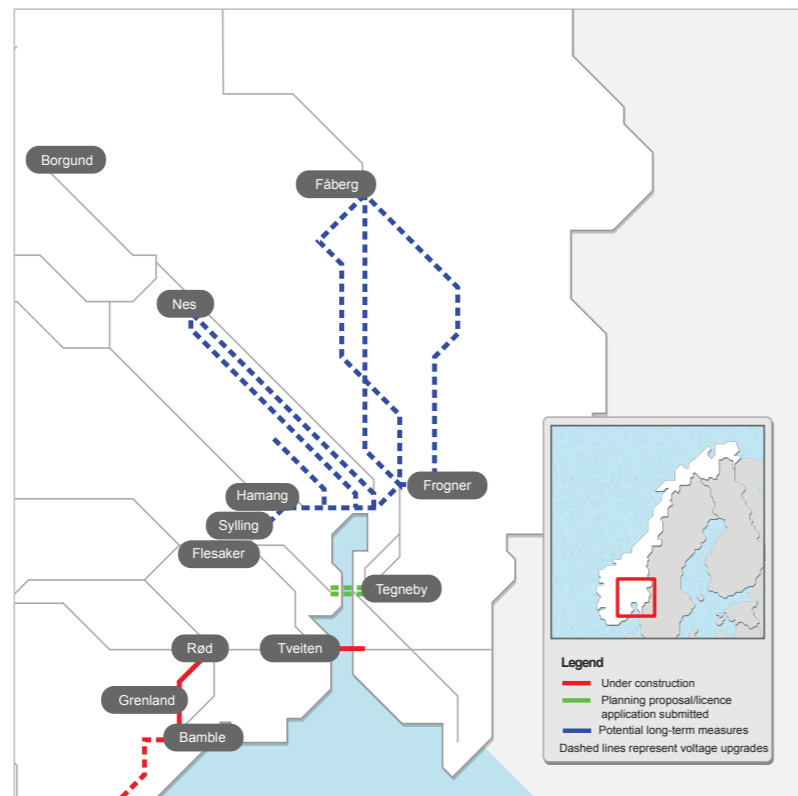 Borgund
Fåberg
Nes
Hamang
Frogner
Sylling
Flesaker
Tegneby
Rød
Tveiten
Grenland
Bamble
Legend
Under construction
Planning proposal/licence
application submitted
Potential long-term measures
Dashed lines represent voltage upgrades